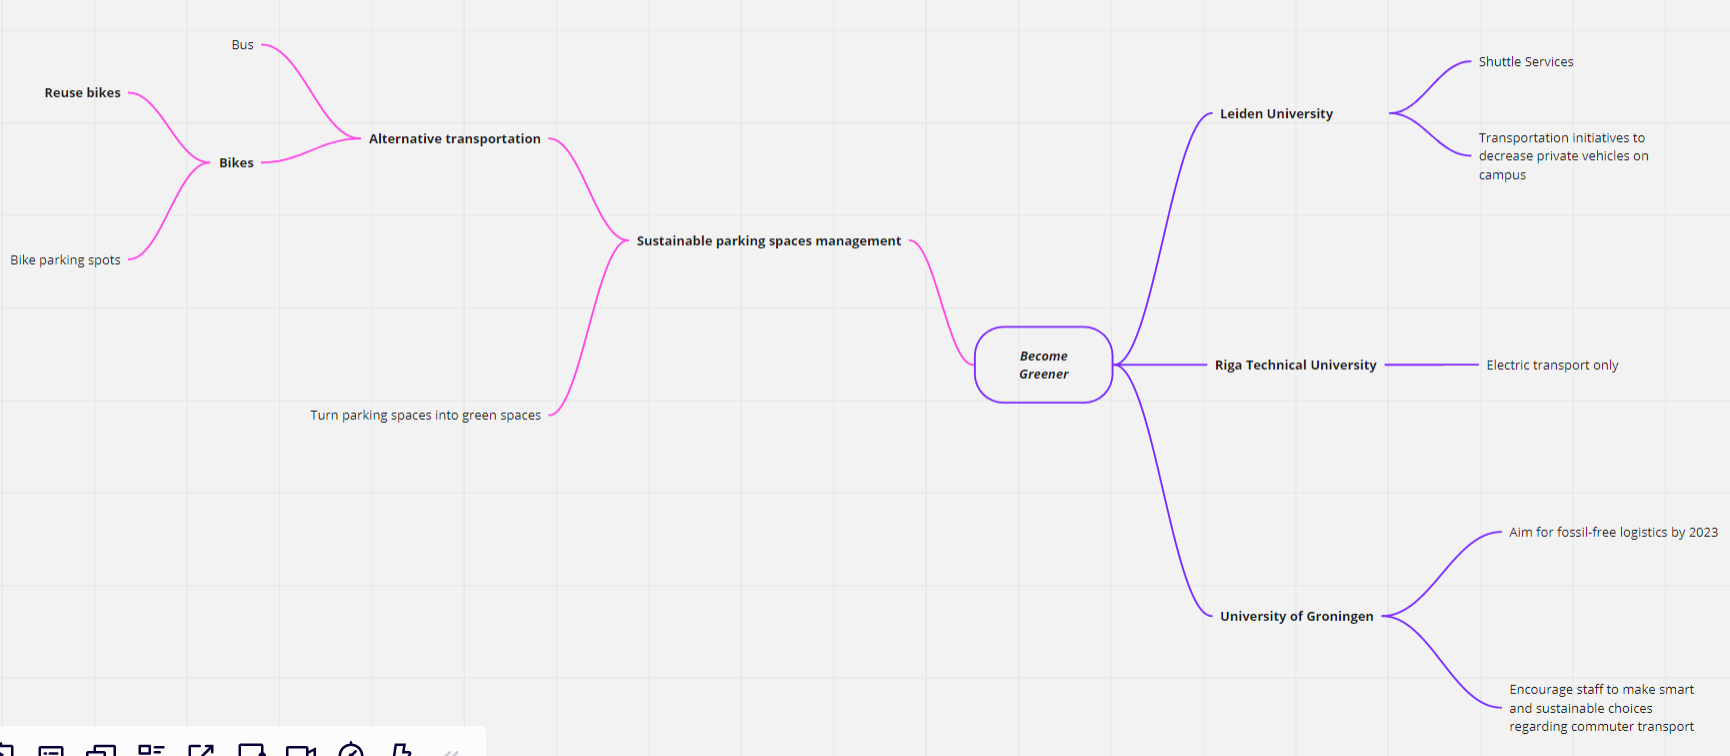 Bus
Reuse bikes
Alternative transportation
Bikes
Bike parking spots
Sustainable parking spaces management
Turn parking spaces into green spaces
Become
Greener
Leiden University
Shuttle Services
Transportation initiatives to
decrease private vehicles on
campus
Riga Technical University
Electric transport only
University of Groningen
Aim for fossil-free logistics by 2023
Encourage staff to make smart
and sustainable choices
regarding commuter transport